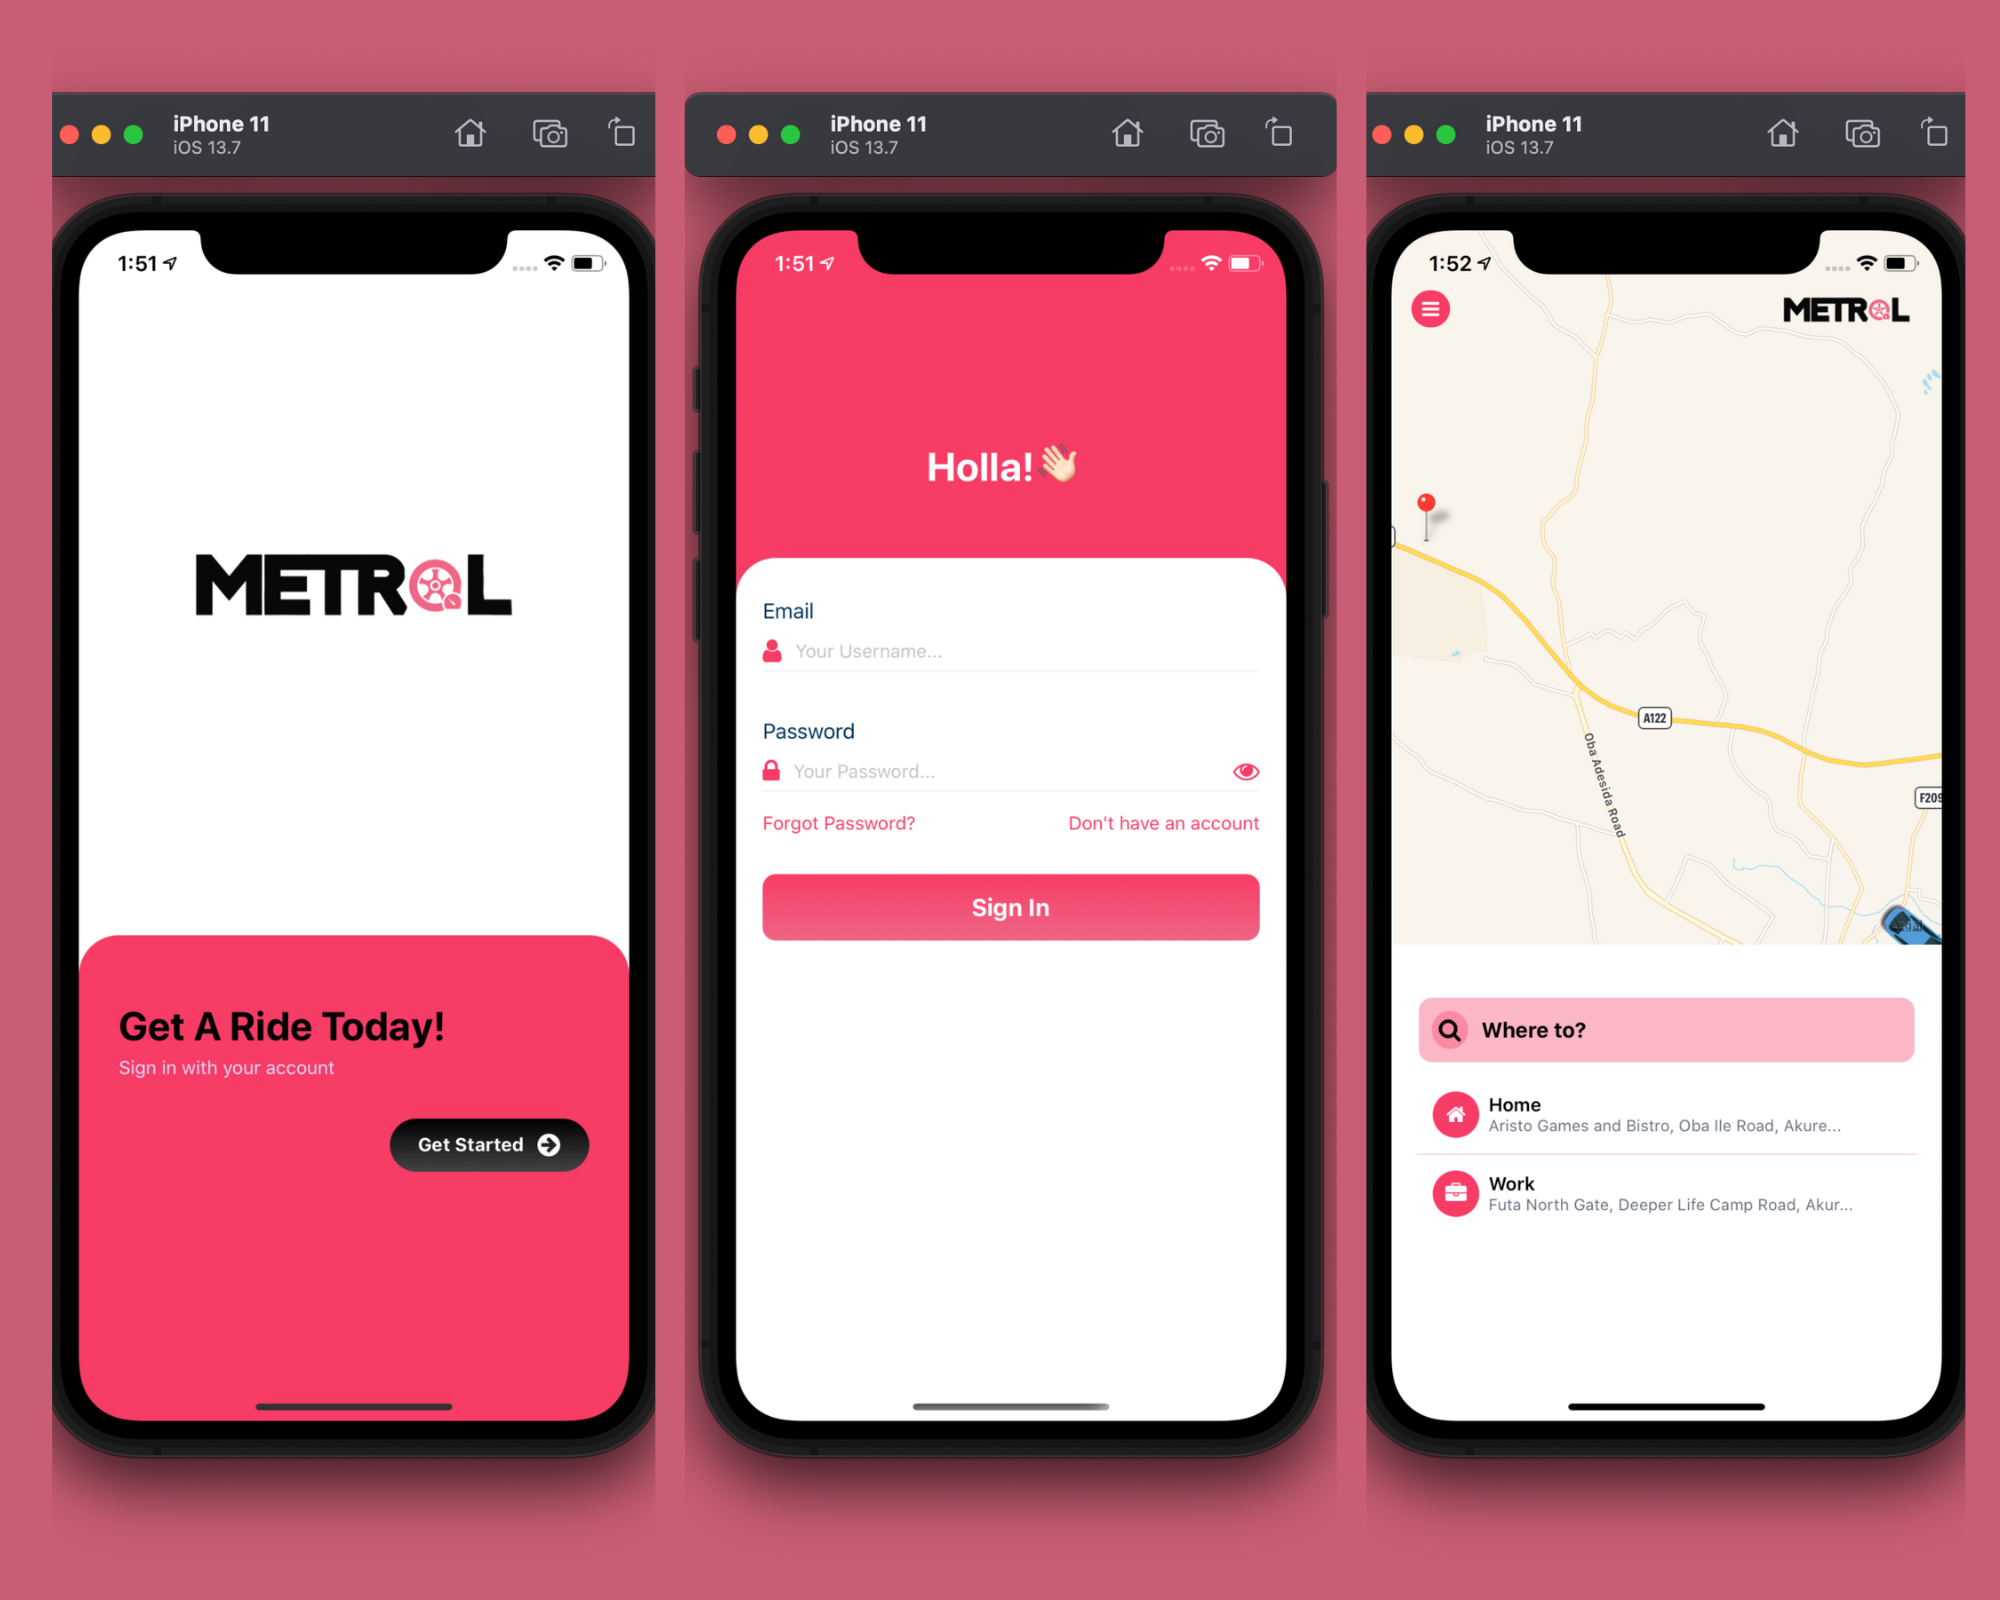 iPhone 11
iOS 13.7
1:51
METROL
Get A Ride Today!
Sign in with your account
Get Started
iPhone 11
iOS 13.7
1:51
Holla!👋🏻
Email
Your Username...
Password
Your Password...
Forgot Password?
Don't have an account
Sign In
iPhone 11
iOS 13.7
1:52
METROL
A122
Oba Adesida Road
F209
Legal
Where to?
Home
Aristo Games and Bistro, Oba Ile Road, Akure...
Work
Futa North Gate, Deeper Life Camp Road, Akur...